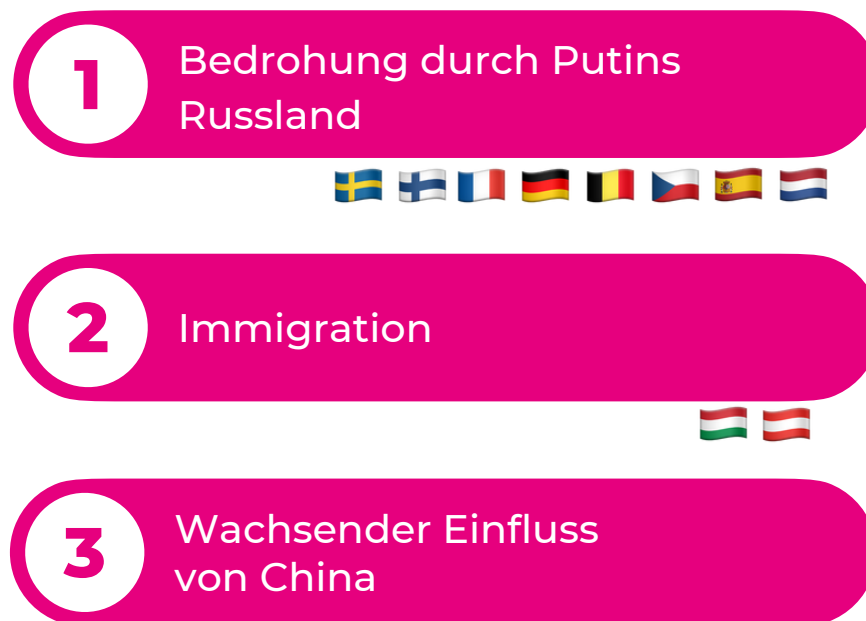 1
Bedrohung durch Putins
Russland
2
Immigration
3
Wachsender Einfluss
von China